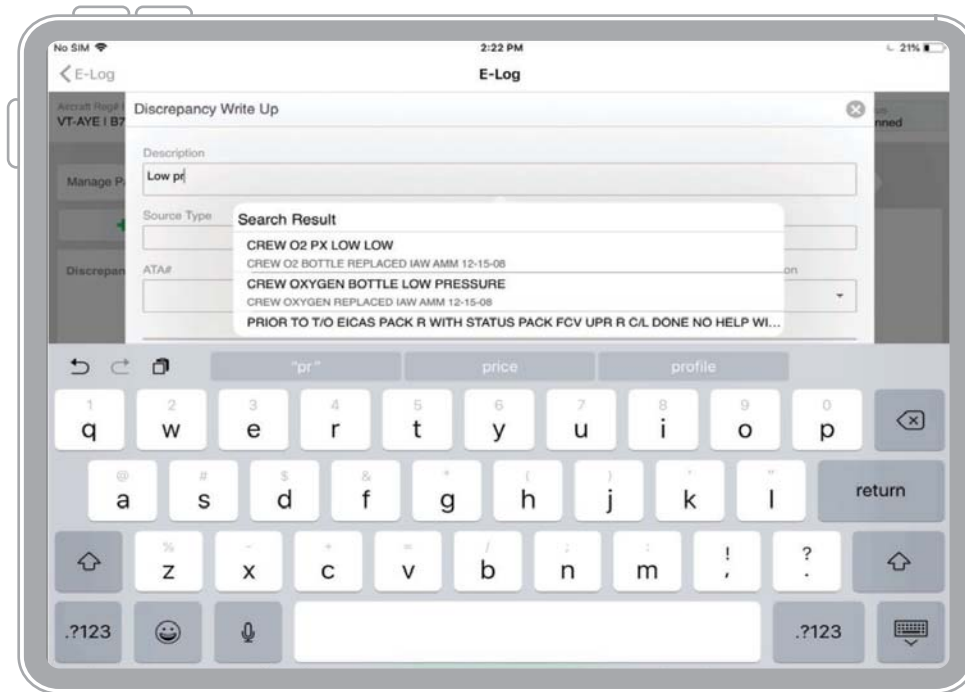 No SIM 2:22 PM 21%
E-Log E-Log
Aircraft Reg# Discrepancy Write Up
VT-AYE | B7 nned
Description
Manage P Low pr
Source Type Search Result
CREW O2 PX LOW LOW
CREW O2 BOTTLE REPLACED IAW AMM 12-15-08
Discrepan ATA# on
CREW OXYGEN BOTTLE LOW PRESSURE
CREW OXYGEN REPLACED IAW AMM 12-15-08
PRIOR TO T/O EICAS PACK R WITH STATUS PACK FCV UPR R C/L DONE NO HELP WI...
"pr" price profile
1 2 3 4 5 6 7 8 9 0
q w e r t y u i o p
@ # $ & * ( ) ' "
a s d f g h j k l return
% - + = / ; : ! ?
z x c v b n m , .
.?123 .?123